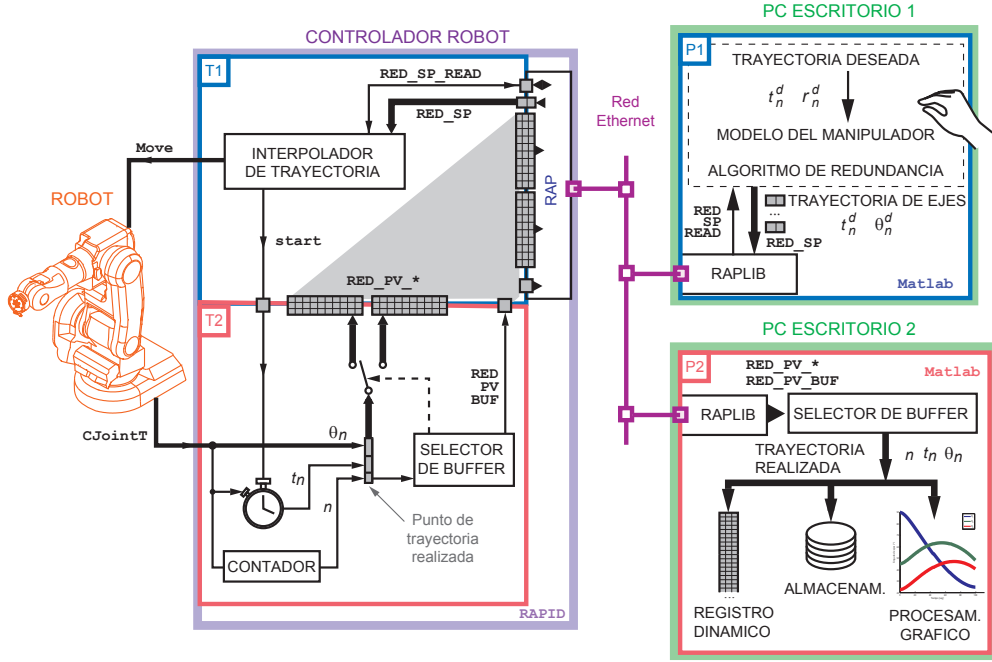 PC ESCRITORIO 1
CONTROLADOR ROBOT
T1
RED_SP_READ
RED_SP
INTERPOLADOR
DE TRAYECTORIA
Move
ROBOT
start
RED_PV_*
RAP
Red
Ethernet
P1
TRAYECTORIA DESEADA
t_n^d r_n^d
MODELO DEL MANIPULADOR
ALGORITMO DE REDUNDANCIA
RED
SP
READ
TRAYECTORIA DE EJES
...
t_n^d θ_n^d
RED_SP
RAPLIB
Matlab
T2
RED
PV
BUF
CJointT
θn
tn
n
SELECTOR
DE BUFFER
Punto de
trayectoria
realizada
CONTADOR
RAPID
PC ESCRITORIO 2
P2
RED_PV_*
RED_PV_BUF
Matlab
RAPLIB
SELECTOR DE BUFFER
TRAYECTORIA
REALIZADA
n tn θn
...
REGISTRO
DINAMICO
ALMACENAM.
PROCESAM.
GRAFICO